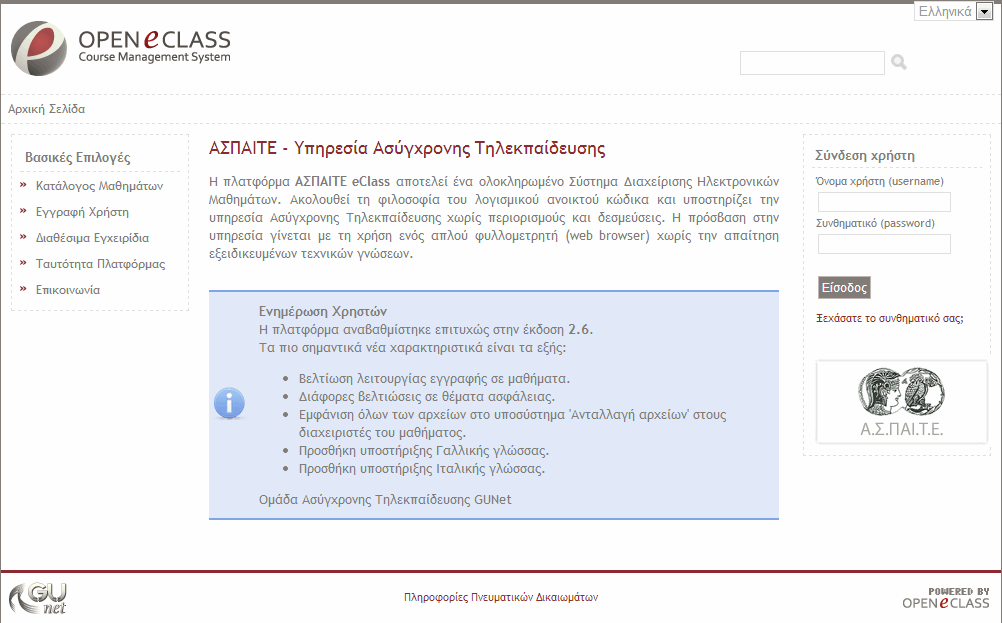 Ελληνικά
OPEN eCLASS
Course Management System
Αρχική Σελίδα
Βασικές Επιλογές
» Κατάλογος Μαθημάτων
» Εγγραφή Χρήστη
» Διαθέσιμα Εγχειρίδια
» Ταυτότητα Πλατφόρμας
» Επικοινωνία
ΑΣΠΑΙΤΕ - Υπηρεσία Ασύγχρονης Τηλεκπαίδευσης
Η πλατφόρμα ΑΣΠΑΙΤΕ eClass αποτελεί ένα ολοκληρωμένο Σύστημα Διαχείρισης Ηλεκτρονικών
Μαθημάτων. Ακολουθεί τη φιλοσοφία του λογισμικού ανοικτού κώδικα και υποστηρίζει την
υπηρεσία Ασύγχρονης Τηλεκπαίδευσης χωρίς περιορισμούς και δεσμεύσεις. Η πρόσβαση στην
υπηρεσία γίνεται με τη χρήση ενός απλού φυλλομετρητή (web browser) χωρίς την απαίτηση
εξειδικευμένων τεχνικών γνώσεων.
Ενημέρωση Χρηστών
Η πλατφόρμα αναβαθμίστηκε επιτυχώς στην έκδοση 2.6.
Τα πιο σημαντικά νέα χαρακτηριστικά είναι τα εξής:
• Βελτίωση λειτουργίας εγγραφής σε μαθήματα.
• Διάφορες βελτιώσεις σε θέματα ασφάλειας.
• Εμφάνιση όλων των αρχείων στο υποσύστημα 'Ανταλλαγή αρχείων' στους
διαχειριστές του μαθήματος.
• Προσθήκη υποστήριξης Γαλλικής γλώσσας.
• Προσθήκη υποστήριξης Ιταλικής γλώσσας.
Ομάδα Ασύγχρονης Τηλεκπαίδευσης GUNet
Σύνδεση χρήστη
Όνομα χρήστη (username)
Συνθηματικό (password)
Είσοδος
Ξεχάσατε το συνθηματικό σας;
Α.Σ.ΠΑΙ.Τ.Ε.
GU
net
Πληροφορίες Πνευματικών Δικαιωμάτων
POWERED BY
OPEN eCLASS